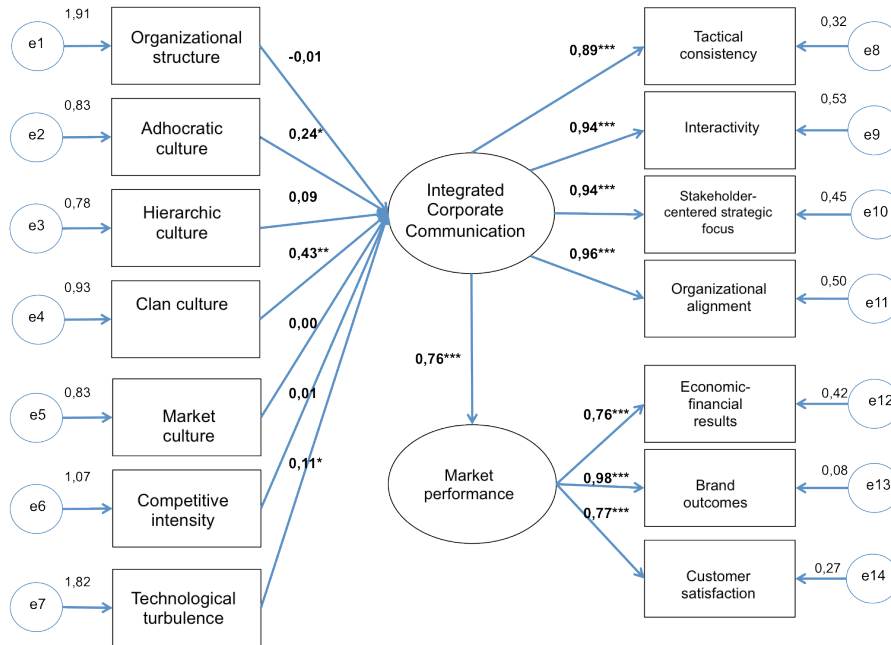 1,91
e1
Organizational
structure
-0,01
0,83
e2
Adhocratic
culture
0,24*
0,78
e3
Hierarchic
culture
0,09
0,93
e4
Clan culture
0,43**
0,83
e5
Market
culture
0,00
1,07
e6
Competitive
intensity
0,01
1,82
e7
Technological
turbulence
0,11*
Integrated
Corporate
Communication
0,76***
Market
performance
0,89***
Tactical
consistency
0,32
e8
0,94***
Interactivity
0,53
e9
0,94***
Stakeholder-
centered strategic
focus
0,45
e10
0,96***
Organizational
alignment
0,50
e11
0,76***
Economic-
financial
results
0,42
e12
0,98***
Brand
outcomes
0,08
e13
0,77***
Customer
satisfaction
0,27
e14